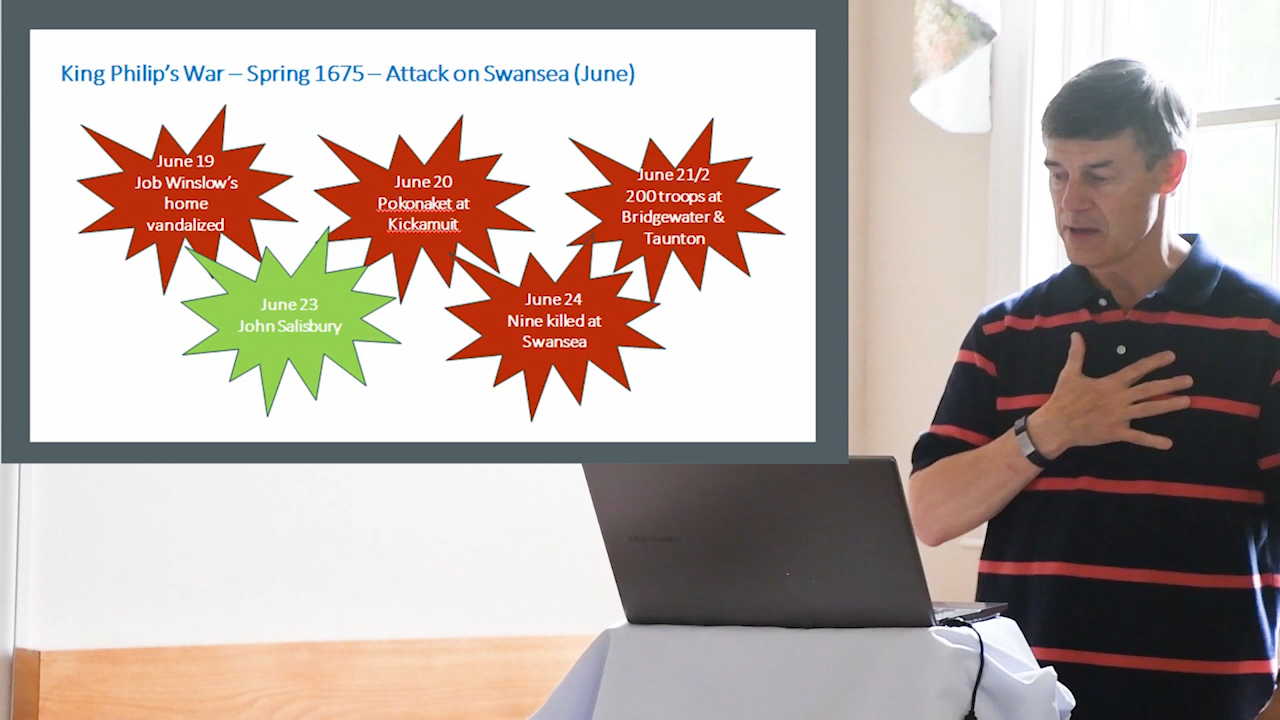 King Philip's War – Spring 1675 – Attack on Swansea (June)
June 19
Job Winslow's
home
vandalized
June 20
Pokonaket at
Kickamuit
June 21/2
200 troops at
Bridgewater &
Taunton
June 23
John Salisbury
June 24
Nine killed at
Swansea
SAMSUNG